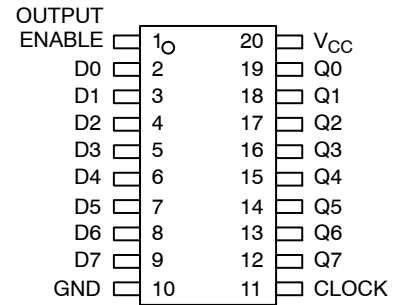 OUTPUT
ENABLE 1 20 VCC
D0 2 19 Q0
D1 3 18 Q1
D2 4 17 Q2
D3 5 16 Q3
D4 6 15 Q4
D5 7 14 Q5
D6 8 13 Q6
D7 9 12 Q7
GND 10 11 CLOCK